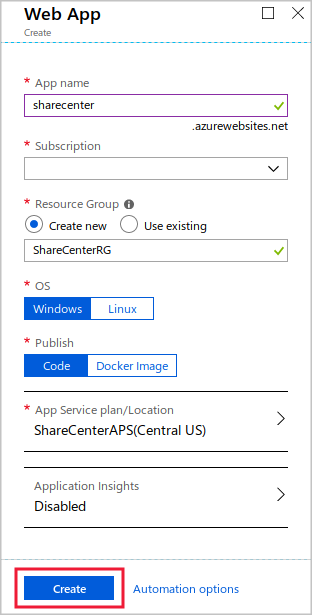 Web App
Create
* App name
sharecenter
.azurewebsites.net
* Subscription
* Resource Group
Create new Use existing
ShareCenterRG
* OS
Windows Linux
* Publish
Code Docker Image
* App Service plan/Location
ShareCenterAPS(Central US)
Application Insights
Disabled
Create Automation options